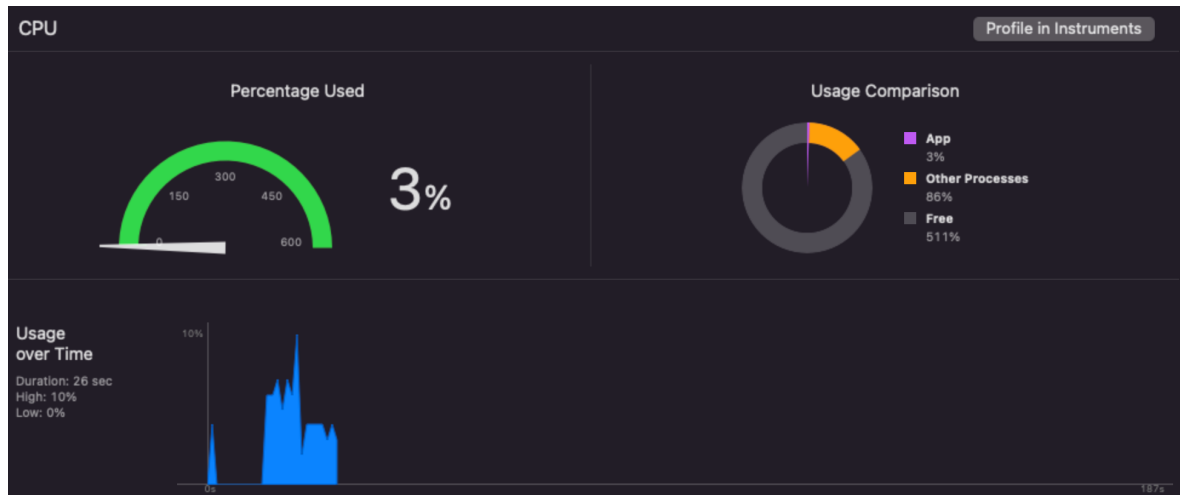 CPU
Profile in Instruments
Percentage Used
0
150
300
450
600
3%
Usage Comparison
App
3%
Other Processes
86%
Free
511%
Usage
over Time
Duration: 26 sec
High: 10%
Low: 0%
10%
0s
187s